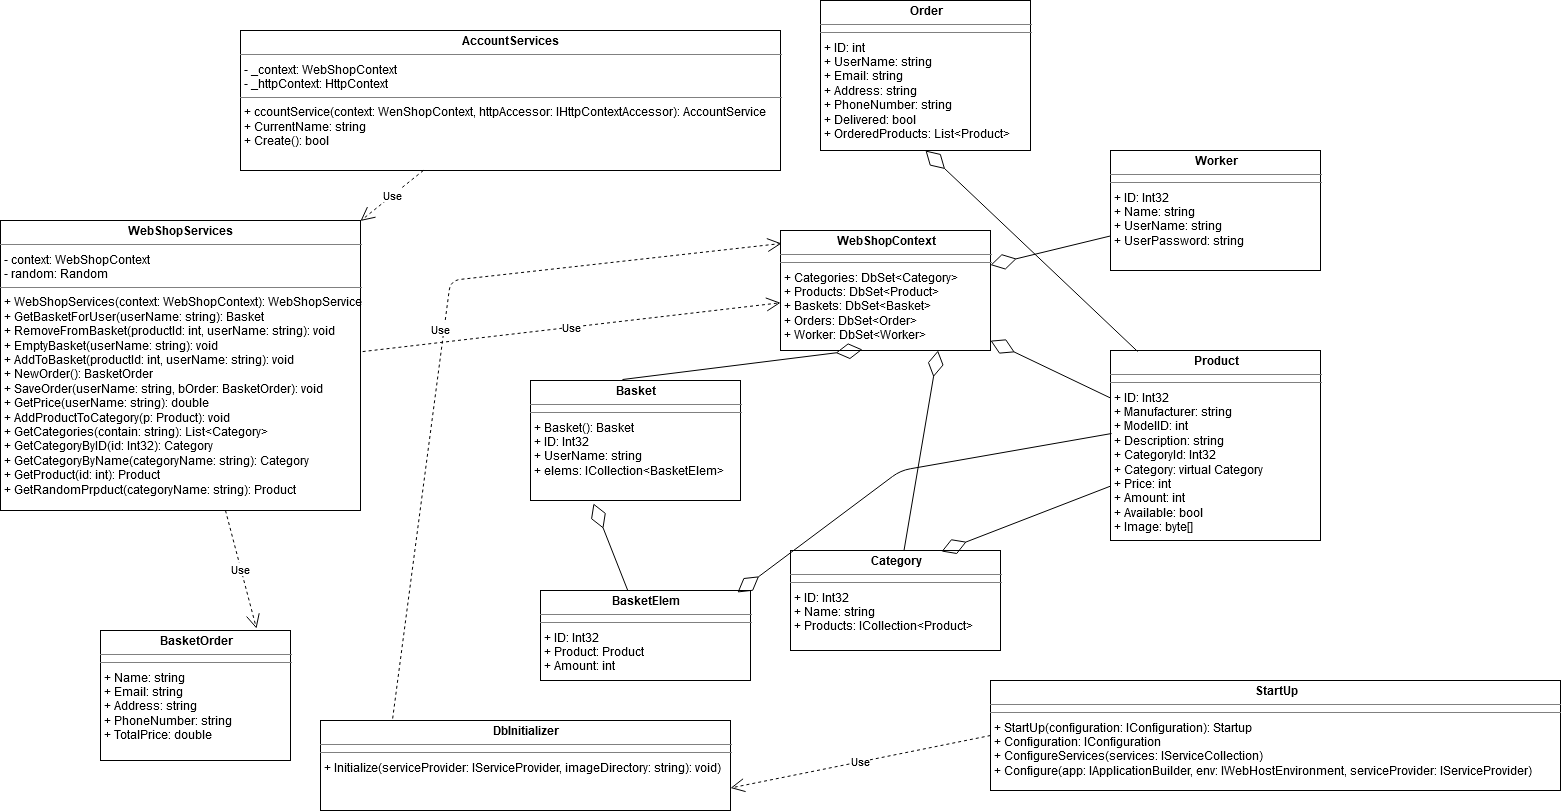 Order
+ ID: int
+ UserName: string
+ Email: string
+ Address: string
+ PhoneNumber: string
+ Delivered: bool
+ OrderedProducts: List<Product>
AccountServices
- _context: WebShopContext
- _httpContext: HttpContext
+ ccountService(context: WenShopContext, httpAccessor: IHttpContextAccessor): AccountService
+ CurrentName: string
+ Create(): bool
Use
Worker
+ ID: Int32
+ Name: string
+ UserName: string
+ UserPassword: string
WebShopServices
- context: WebShopContext
- random: Random
+ WebShopServices(context: WebShopContext): WebShopService
+ GetBasketForUser(userName: string): Basket
+ RemoveFromBasket(productId: int, userName: string): void
+ EmptyBasket(userName: string): void
+ AddToBasket(productId: int, userName: string): void
+ NewOrder(): BasketOrder
+ SaveOrder(userName: string, bOrder: BasketOrder): void
+ GetPrice(userName: string): double
+ AddProductToCategory(p: Product): void
+ GetCategories(contain: string): List<Category>
+ GetCategoryByID(id: Int32): Category
+ GetCategoryByName(categoryName: string): Category
+ GetProduct(id: int): Product
+ GetRandomPrpduct(categoryName: string): Product
WebShopContext
+ Categories: DbSet<Category>
+ Products: DbSet<Product>
+ Baskets: DbSet<Basket>
+ Orders: DbSet<Order>
+ Worker: DbSet<Worker>
Use
Use
Product
+ ID: Int32
+ Manufacturer: string
+ ModelID: int
+ Description: string
+ CategoryId: Int32
+ Category: virtual Category
+ Price: int
+ Amount: int
+ Available: bool
+ Image: byte[]
Basket
+ Basket(): Basket
+ ID: Int32
+ UserName: string
+ elems: ICollection<BasketElem>
Use
Category
+ ID: Int32
+ Name: string
+ Products: ICollection<Product>
BasketElem
+ ID: Int32
+ Product: Product
+ Amount: int
BasketOrder
+ Name: string
+ Email: string
+ Address: string
+ PhoneNumber: string
+ TotalPrice: double
StartUp
+ StartUp(configuration: IConfiguration): Startup
+ Configuration: IConfiguration
+ ConfigureServices(services: IServiceCollection)
+ Configure(app: IApplicationBuilder, env: IWebHostEnvironment, serviceProvider: IServiceProvider)
DbInitializer
+ Initialize(serviceProvider: IServiceProvider, imageDirectory: string): void)
Use